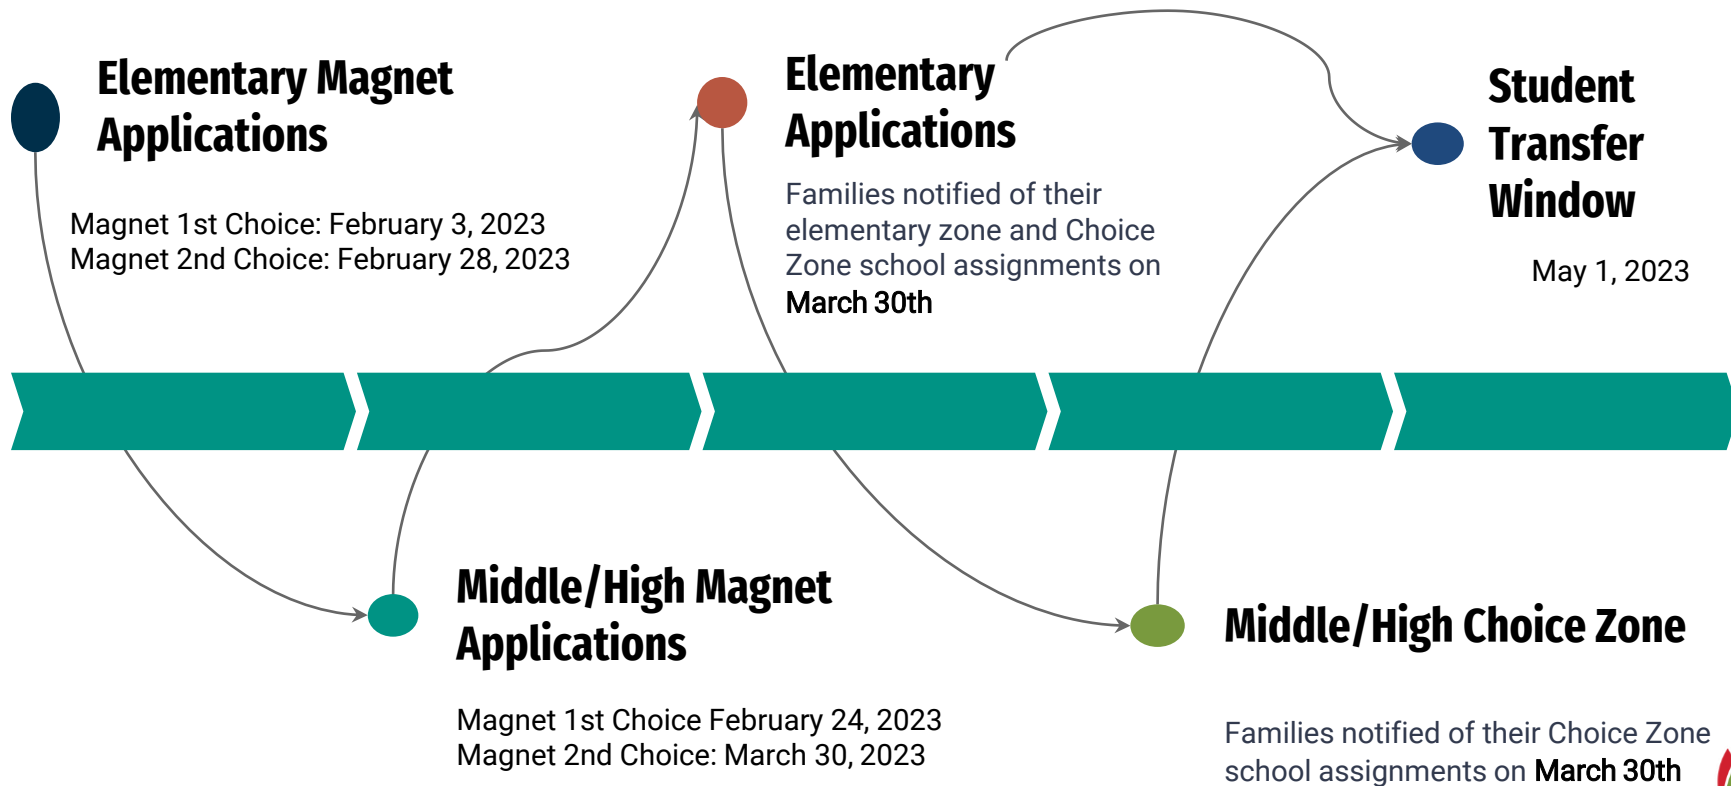 Elementary Magnet
Applications
Magnet 1st Choice: February 3, 2023
Magnet 2nd Choice: February 28, 2023
Elementary
Applications
Families notified of their
elementary zone and Choice
Zone school assignments on
March 30th
Student
Transfer
Window
May 1, 2023
Middle/High Magnet
Applications
Magnet 1st Choice February 24, 2023
Magnet 2nd Choice: March 30, 2023
Middle/High Choice Zone
Families notified of their Choice Zone
school assignments on March 30th